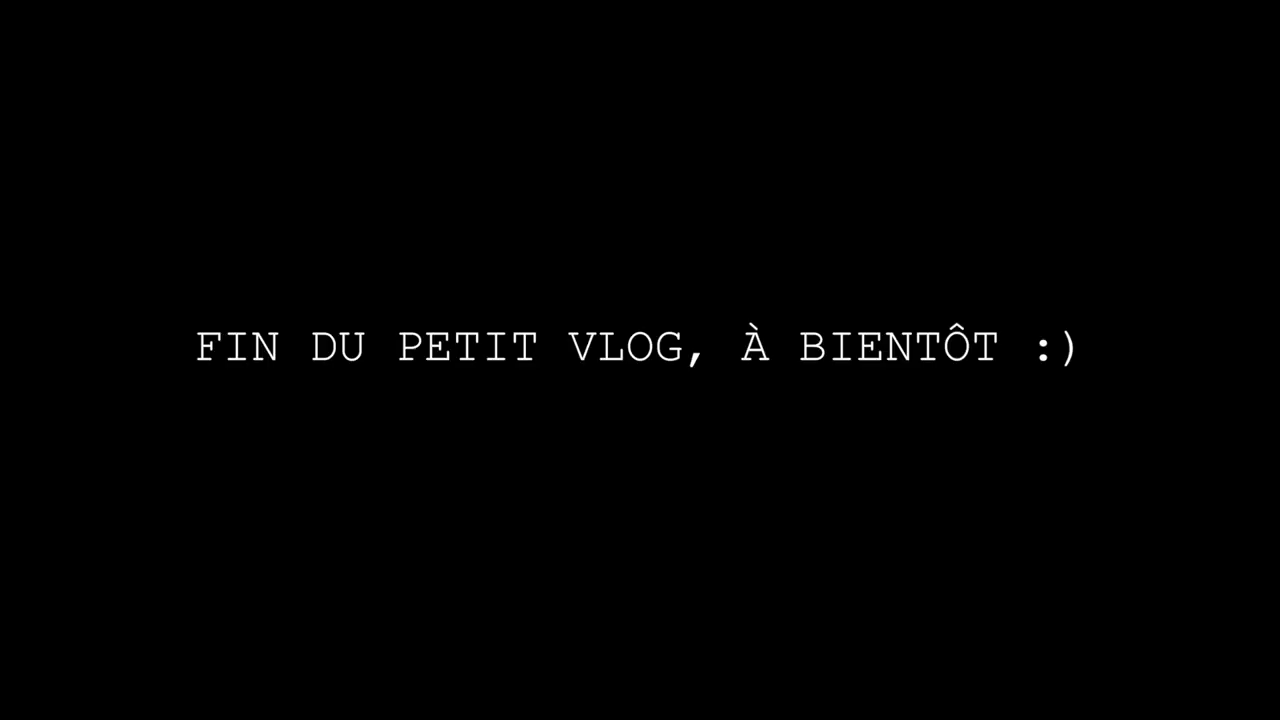 FIN DU PETIT VLOG, À BIENTÔT :)